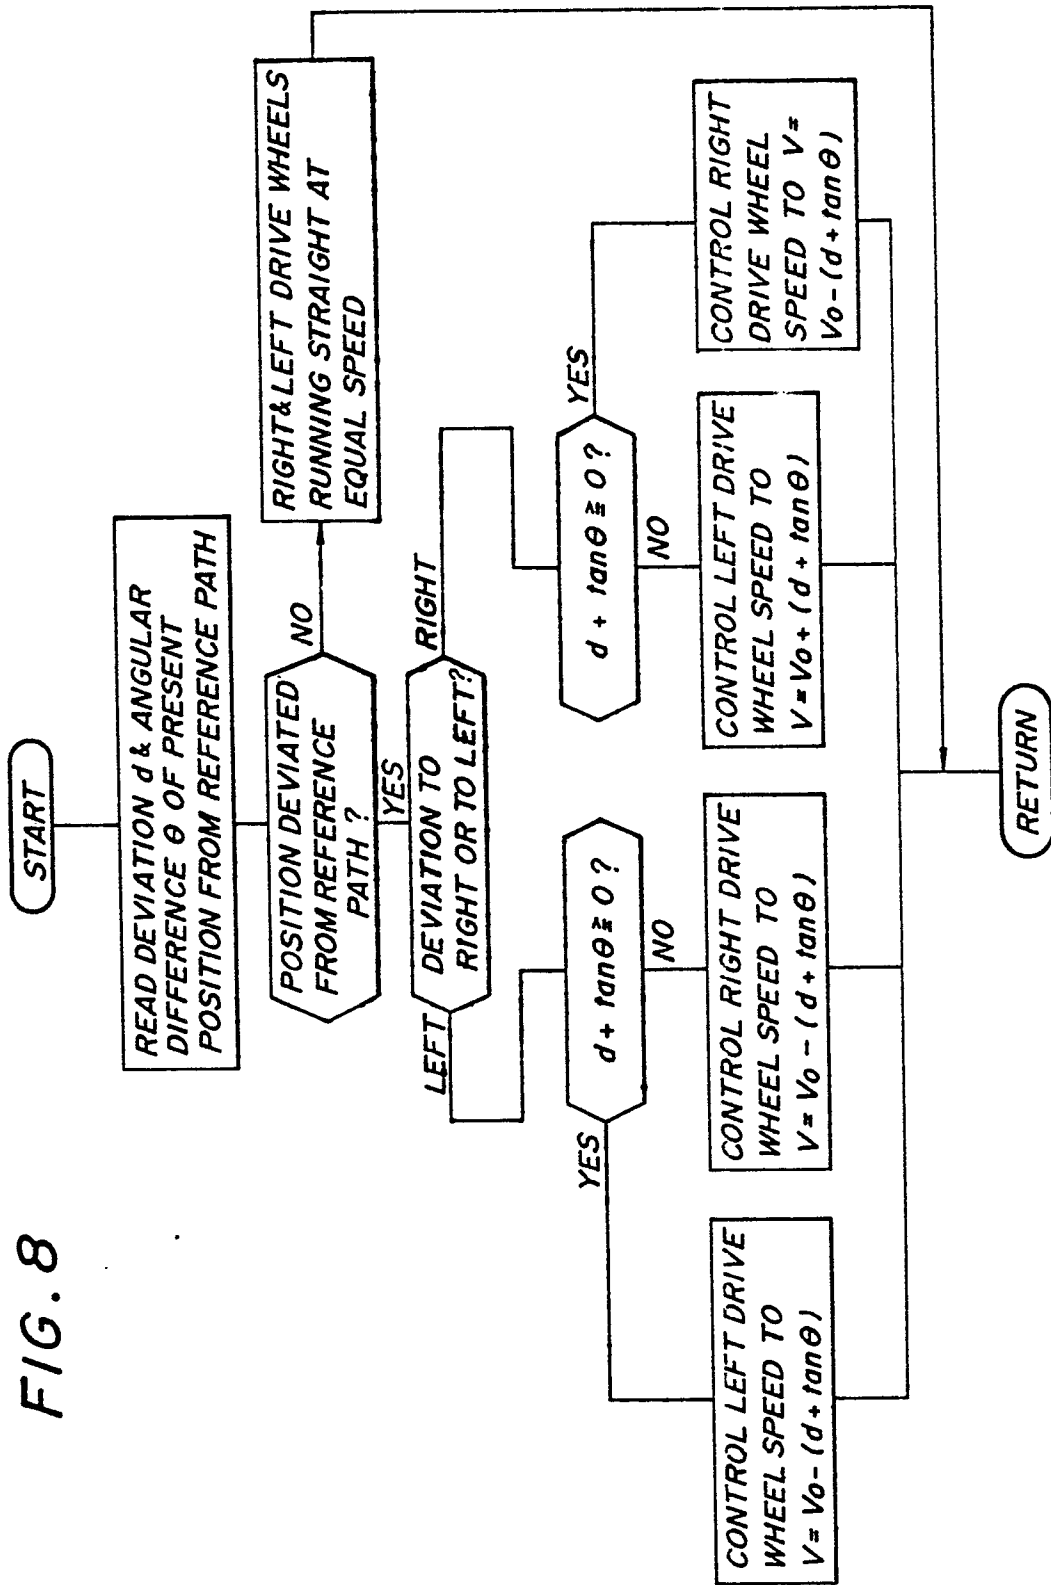 FIG. 8
START
READ DEVIATION d & ANGULAR
DIFFERENCE θ OF PRESENT
POSITION FROM REFERENCE PATH
POSITION DEVIATED
FROM REFERENCE
PATH ?
NO
YES
RIGHT&LEFT DRIVE WHEELS
RUNNING STRAIGHT AT
EQUAL SPEED
DEVIATION TO
RIGHT OR TO LEFT?
LEFT
RIGHT
d + tanθ ≧ 0 ?
YES
NO
d + tanθ ≧ 0 ?
YES
NO
CONTROL LEFT DRIVE
WHEEL SPEED TO
V = Vo - (d + tanθ)
CONTROL RIGHT DRIVE
WHEEL SPEED TO
V = Vo - (d + tanθ)
CONTROL LEFT DRIVE
WHEEL SPEED TO
V = Vo + (d + tanθ)
CONTROL RIGHT
DRIVE WHEEL
SPEED TO V =
Vo - (d + tanθ)
RETURN